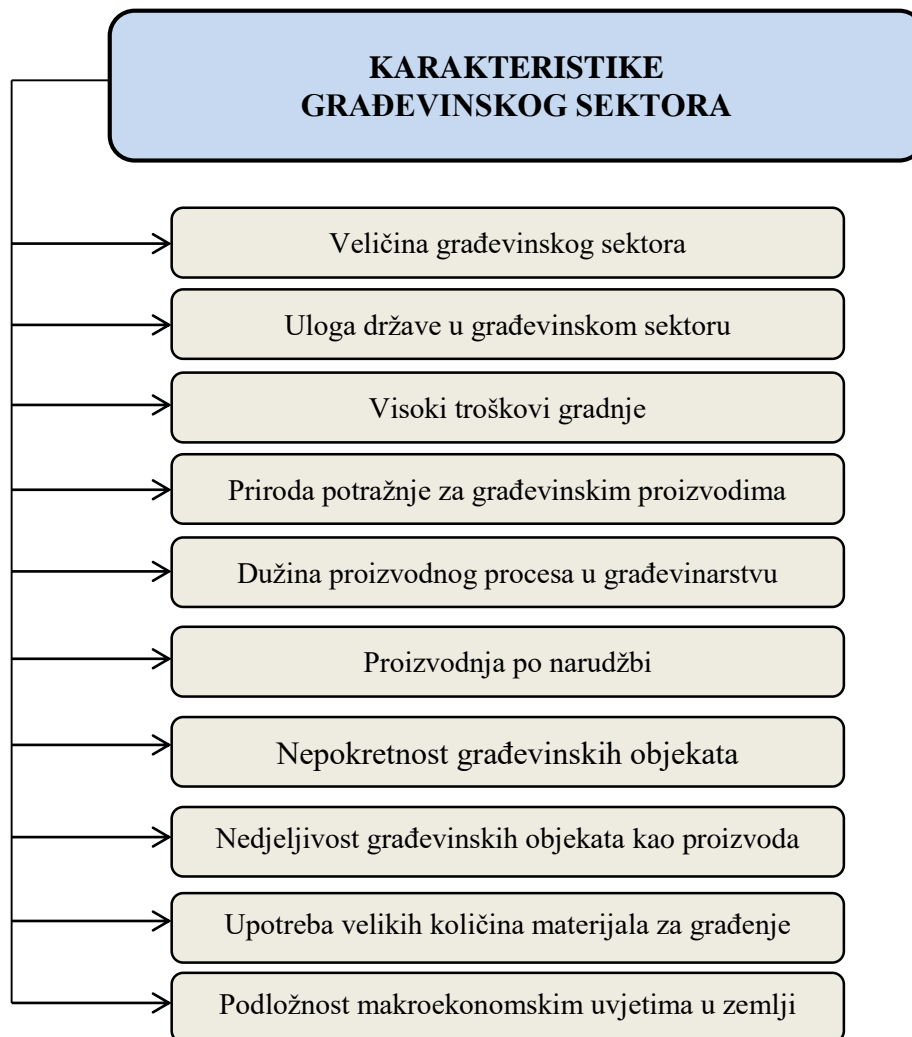 KARAKTERISTIKE
GRAĐEVINSKOG SEKTORA
Veličina građevinskog sektora
Uloga države u građevinskom sektoru
Visoki troškovi gradnje
Priroda potražnje za građevinskim proizvodima
Dužina proizvodnog procesa u građevinarstvu
Proizvodnja po narudžbi
Nepokretnost građevinskih objekata
Nedjeljivost građevinskih objekata kao proizvoda
Upotreba velikih količina materijala za građenje
Podložnost makroekonomskim uvjetima u zemlji